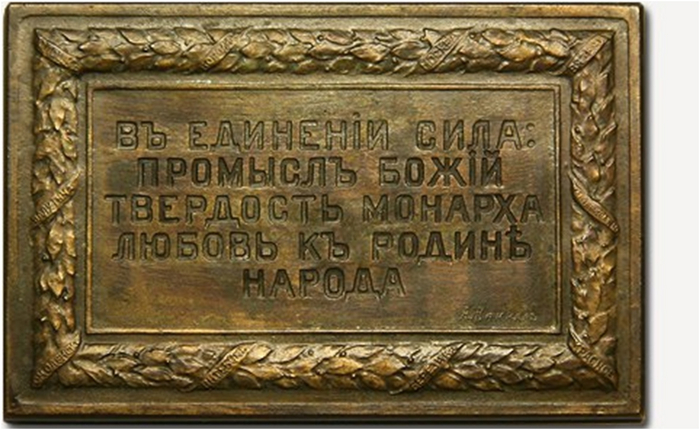 ВЪ ЕДИНЕНІИ СИЛА:
ПРОМЫСЛЪ БОЖІЙ
ТВЕРДОСТЬ МОНАРХА
ЛЮБОВЬ КЪ РОДИНѢ
НАРОДА